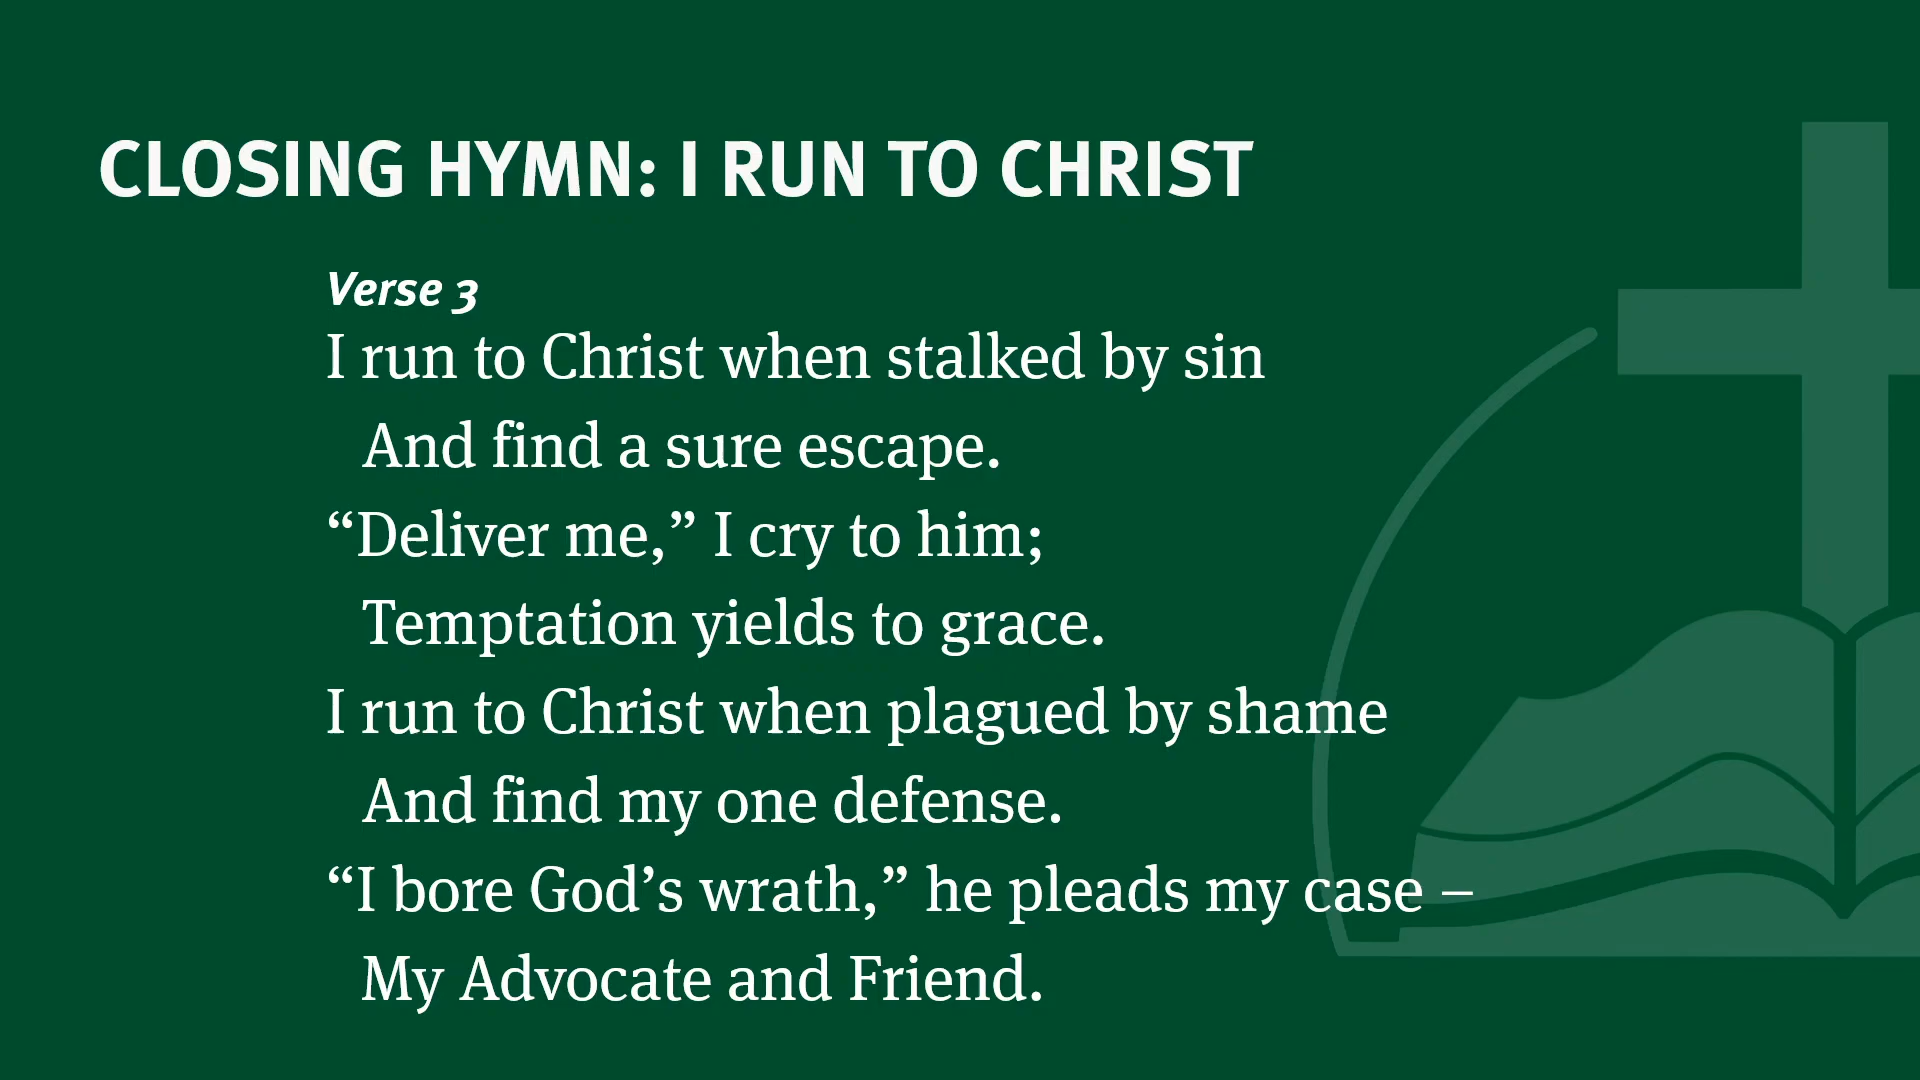 CLOSING HYMN: I RUN TO CHRIST
Verse 3
I run to Christ when stalked by sin
And find a sure escape.
“Deliver me,” I cry to him;
Temptation yields to grace.
I run to Christ when plagued by shame
And find my one defense.
“I bore God’s wrath,” he pleads my case –
My Advocate and Friend.